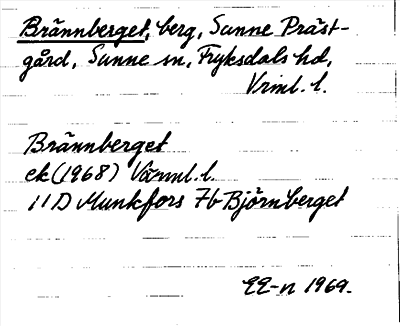 Brännberget, berg, Sunne Präst-
gård, Sunne sn, Fryksdals hd,
Vrml. l.
Brännberget
ek (1968) Värml. l.
11D Munkfors 7b Björnberget
EE-n 1969.